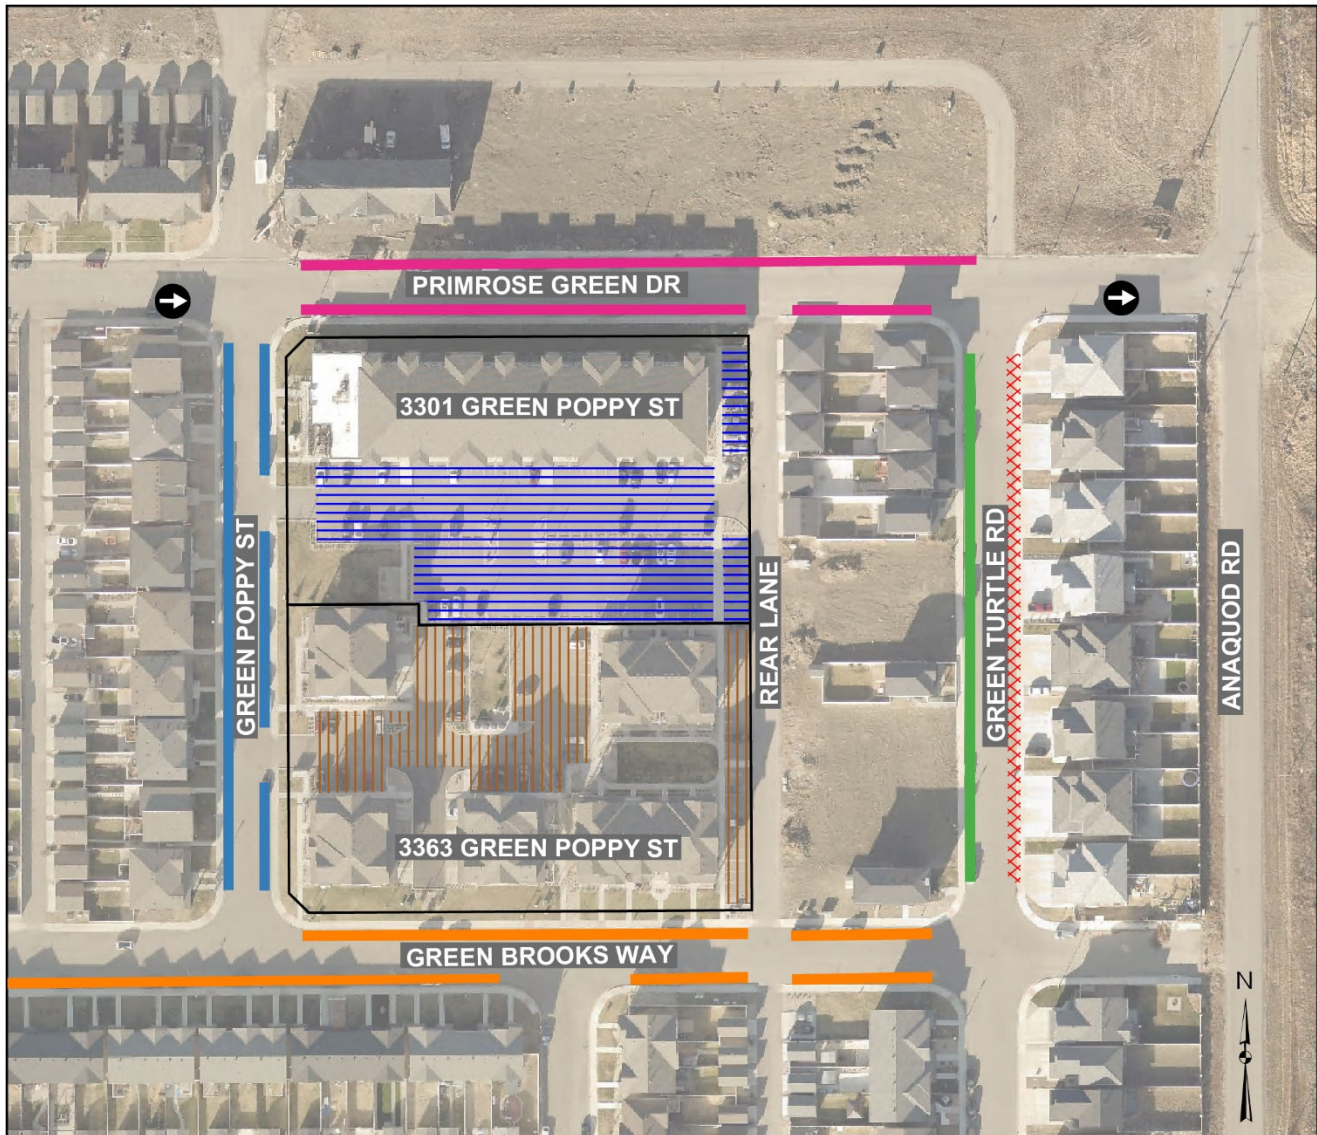 PRIMROSE GREEN DR
3301 GREEN POPPY ST
GREEN POPPY ST
REAR LANE
GREEN TURTLE RD
ANAQUOD RD
3363 GREEN POPPY ST
GREEN BROOKS WAY
N